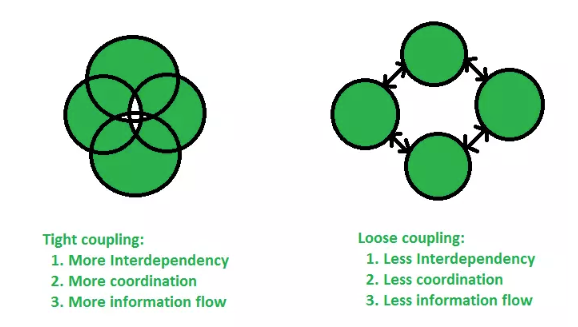 Tight coupling:
1. More Interdependency
2. More coordination
3. More information flow
Loose coupling:
1. Less Interdependency
2. Less coordination
3. Less information flow